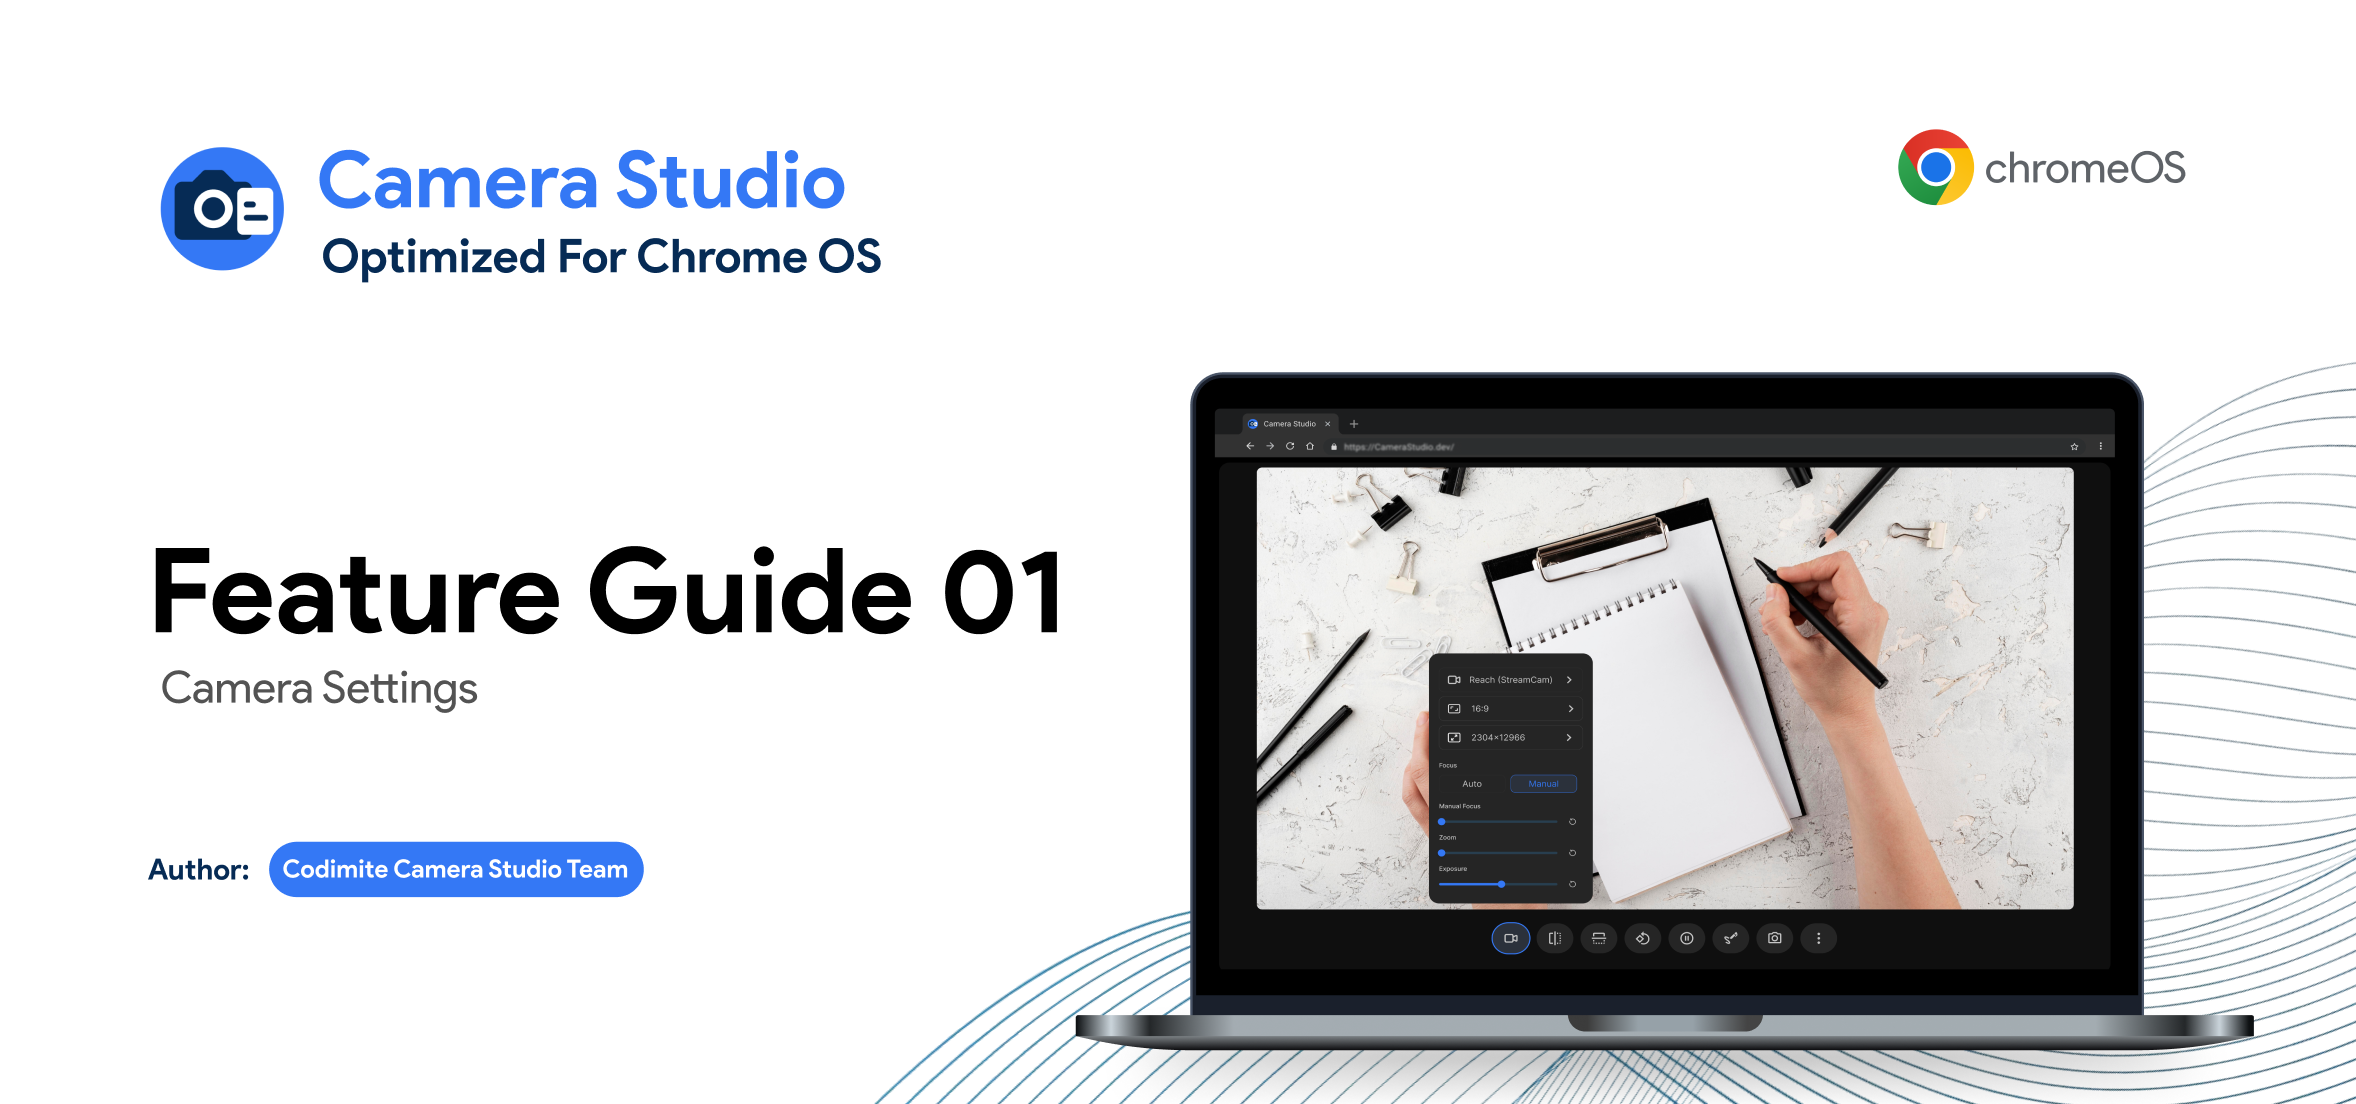 Camera Studio
Optimized For Chrome OS
chromeOS
Feature Guide 01
Camera Settings
Author: Codimite Camera Studio Team
Camera Studio
https://CameraStudio.dev/
Reach (StreamCam)
16:9
2304×12966
Focus
Auto Manual
Manual Focus
Zoom
Exposure